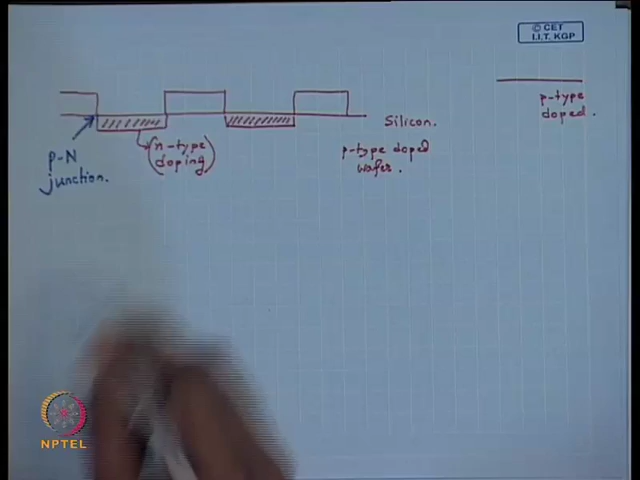 © CET
I.I.T. KGP
p-type
doped.
Silicon.
p-type doped
wafer.
(n-type
doping)
p-N
junction.
NPTEL